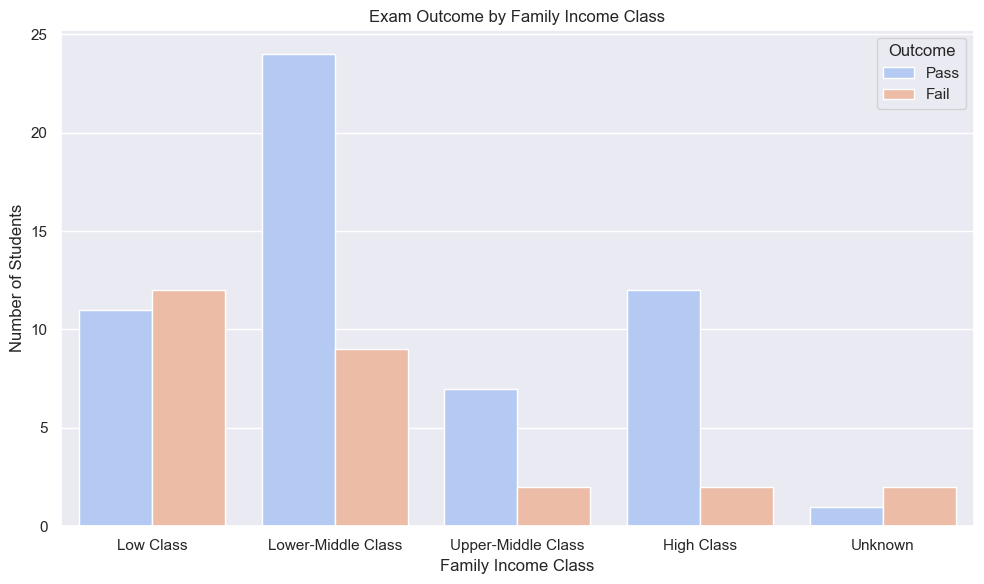 Exam Outcome by Family Income Class
Number of Students
25
20
15
10
5
0
Outcome
Pass
Fail
Low Class
Lower-Middle Class
Upper-Middle Class
High Class
Unknown
Family Income Class